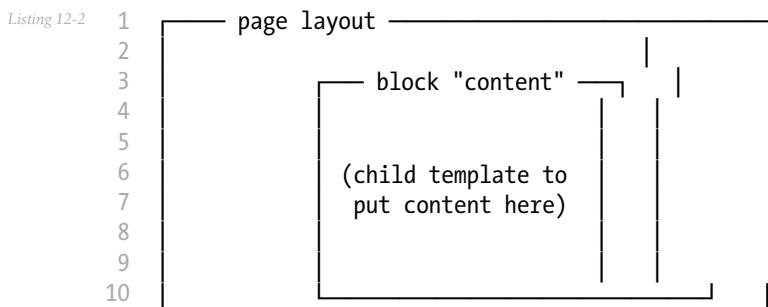 Listing 12-2
1 page layout
2
3 block "content"
4
5
6 (child template to
7 put content here)
8
9
10